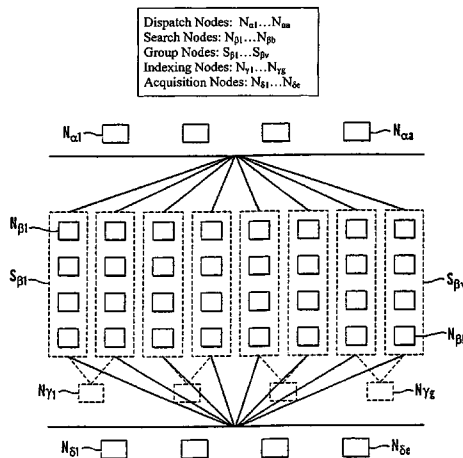 Dispatch Nodes: Nα1...Nαa
Search Nodes: Nβ1...Nβb
Group Nodes: Sβ1...Sβv
Indexing Nodes: Nγ1...Nγg
Acquisition Nodes: Nδ1...Nδe
Nα1
Nαa
Nβ1
Sβ1
Sβv
Nβb
Nγ1
Nγg
Nδ1
Nδe